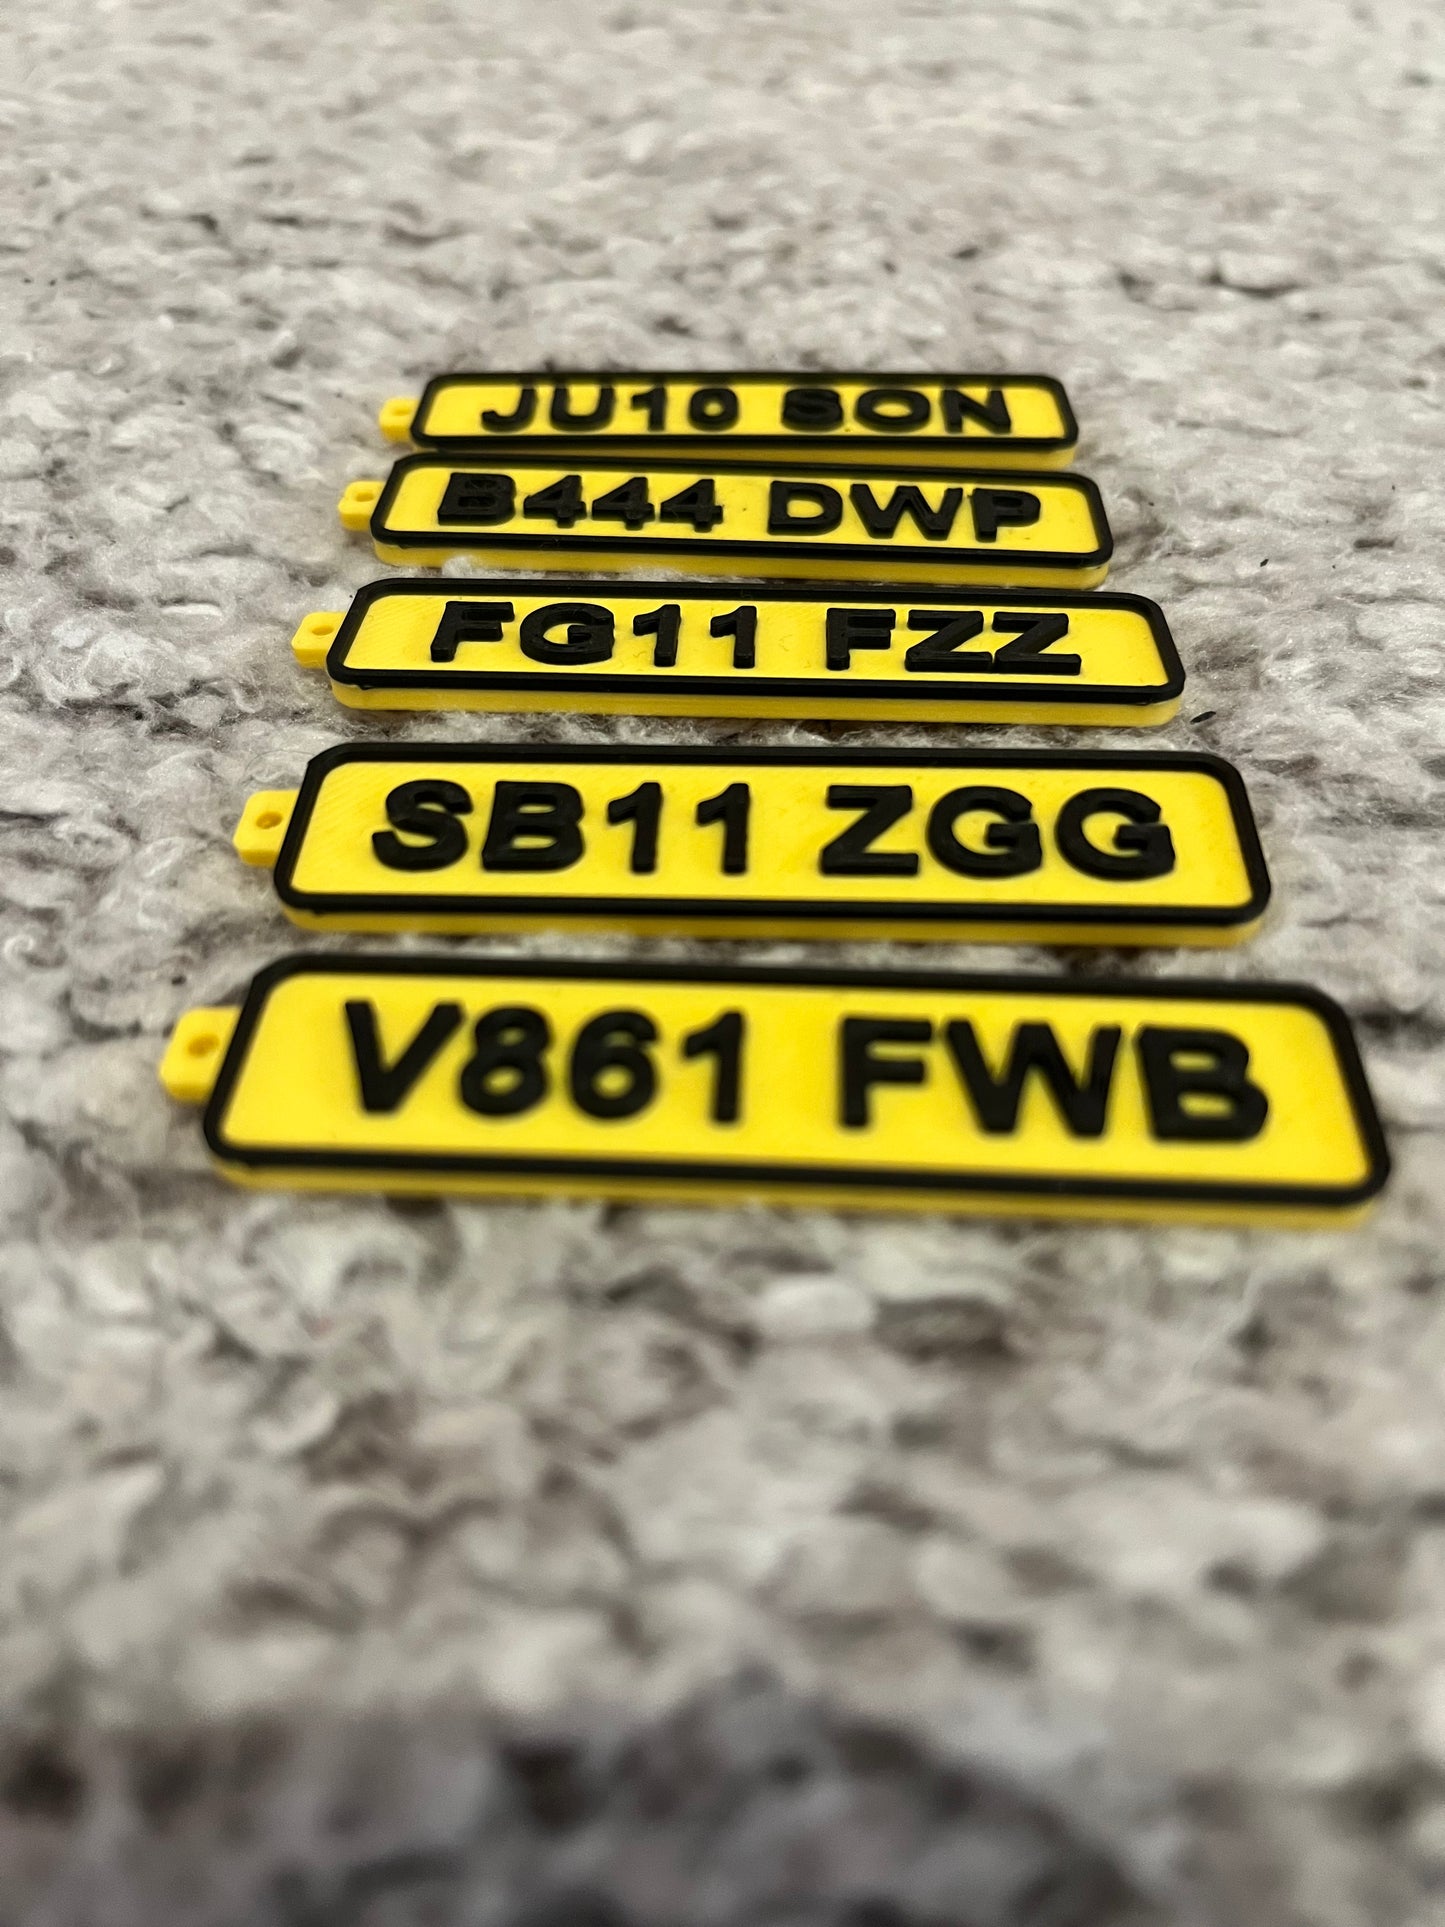 JU10 SON
B444 DWP
FG11 FZZ
SB11 ZGG
V861 FWB